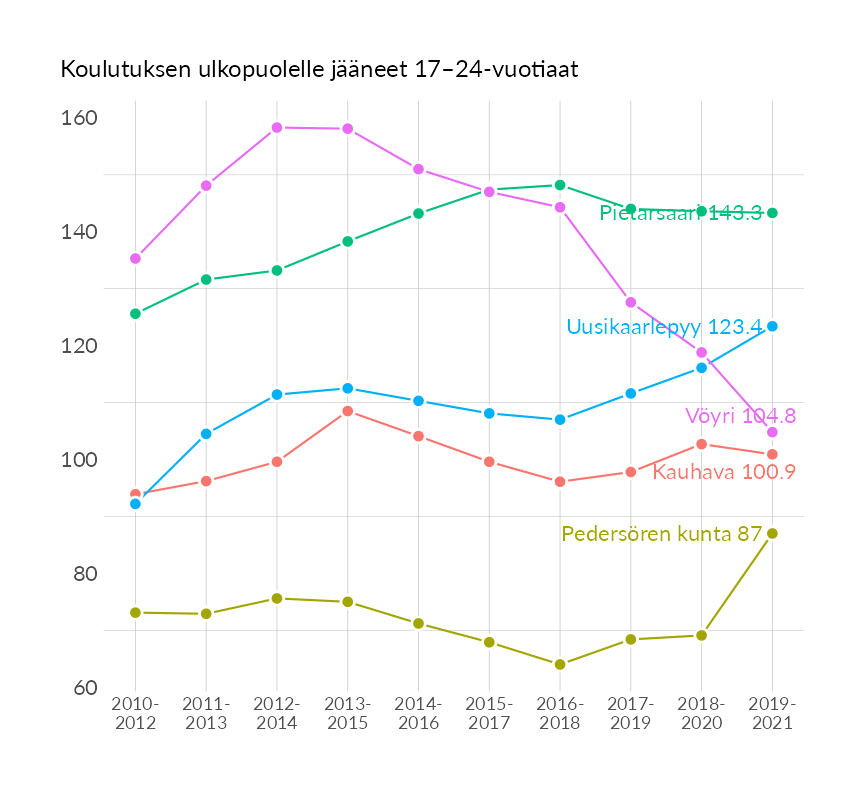 Koulutuksen ulkopuolelle jääneet 17–24-vuotiaat
160
140
120
100
80
60
Pietarsaari 143.3
Uusikaarlepyy 123.4
Vöyri 104.8
Kauhava 100.9
Pedersören kunta 87
2010- 2011- 2012- 2013- 2014- 2015- 2016- 2017- 2018- 2019-
2012 2013 2014 2015 2016 2017 2018 2019 2020 2021